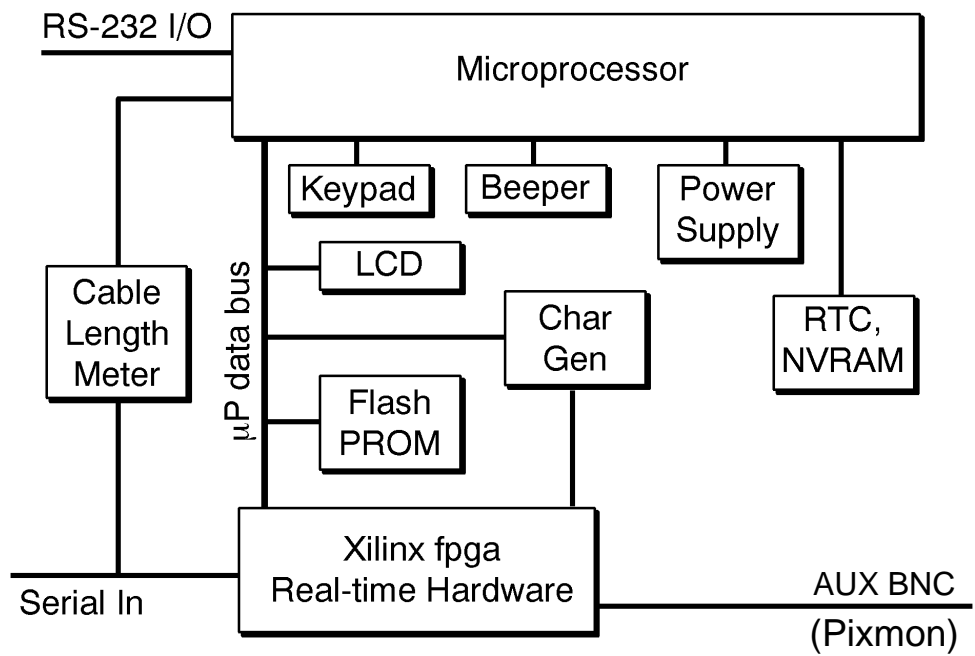 RS-232 I/O
Microprocessor
Keypad
Beeper
Power
Supply
LCD
Cable
Length
Meter
μP data bus
Char
Gen
RTC,
NVRAM
Flash
PROM
Xilinx fpga
Real-time Hardware
Serial In
AUX BNC
(Pixmon)